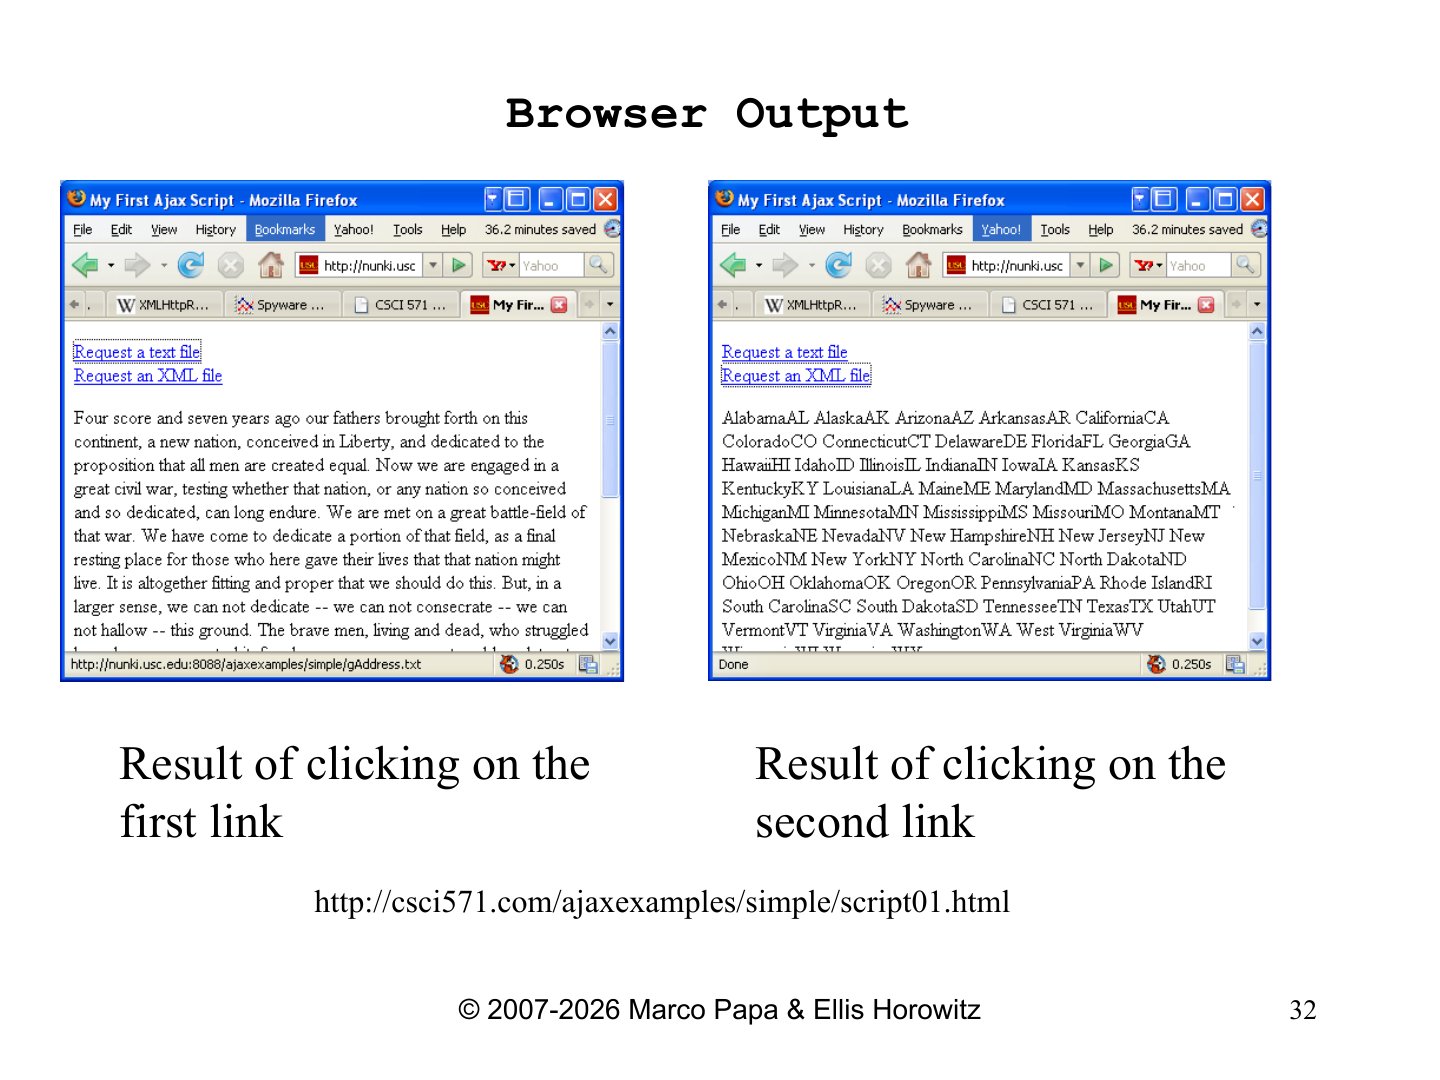 Browser Output
My First Ajax Script - Mozilla Firefox
File Edit View History Bookmarks Yahoo! Tools Help 36.2 minutes saved
http://nunki.usc Yahoo
. XMLHttpR... Spyware ... CSCI 571 ... My Fir...
Request a text file
Request an XML file
Four score and seven years ago our fathers brought forth on this
continent, a new nation, conceived in Liberty, and dedicated to the
proposition that all men are created equal. Now we are engaged in a
great civil war, testing whether that nation, or any nation so conceived
and so dedicated, can long endure. We are met on a great battle-field of
that war. We have come to dedicate a portion of that field, as a final
resting place for those who here gave their lives that that nation might
live. It is altogether fitting and proper that we should do this. But, in a
larger sense, we can not dedicate -- we can not consecrate -- we can
not hallow -- this ground. The brave men, living and dead, who struggled
http://nunki.usc.edu:8088/ajaxexamples/simple/gAddress.txt 0.250s
My First Ajax Script - Mozilla Firefox
File Edit View History Bookmarks Yahoo! Tools Help 36.2 minutes saved
http://nunki.usc Yahoo
. XMLHttpR... Spyware ... CSCI 571 ... My Fir...
Request a text file
Request an XML file
AlabamaAL AlaskaAK ArizonaAZ ArkansasAR CaliforniaCA
ColoradoCO ConnecticutCT DelawareDE FloridaFL GeorgiaGA
HawaiiHI IdahoID IllinoisIL IndianaIN IowaIA KansasKS
KentuckyKY LouisianaLA MaineME MarylandMD MassachusettsMA
MichiganMI MinnesotaMN MississippiMS MissouriMO MontanaMT
NebraskaNE NevadaNV New HampshireNH New JerseyNJ New
MexicoNM New YorkNY North CarolinaNC North DakotaND
OhioOH OklahomaOK OregonOR PennsylvaniaPA Rhode IslandRI
South CarolinaSC South DakotaSD TennesseeTN TexasTX UtahUT
VermontVT VirginiaVA WashingtonWA West VirginiaWV
Done 0.250s
Result of clicking on the
first link
Result of clicking on the
second link
http://csci571.com/ajaxexamples/simple/script01.html
© 2007-2026 Marco Papa & Ellis Horowitz
32